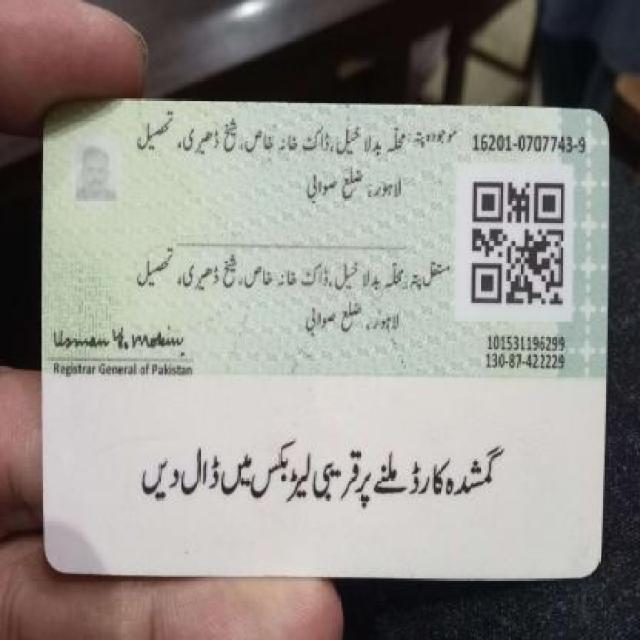 موجودہ پتہ: محلہ بدلا خیل، ڈاک خانہ خاص، شیخ ڈھیری، تحصیل
لاہور، ضلع صوابی
16201-0707743-9
مستقل پتہ: محلہ بدلا خیل، ڈاک خانہ خاص، شیخ ڈھیری، تحصیل
لاہور، ضلع صوابی
Usman Y. Mobin
Registrar General of Pakistan
101531196299
130-87-422229
گمشدہ کارڈ ملنے پر قریبی لیٹر بکس میں ڈال دیں